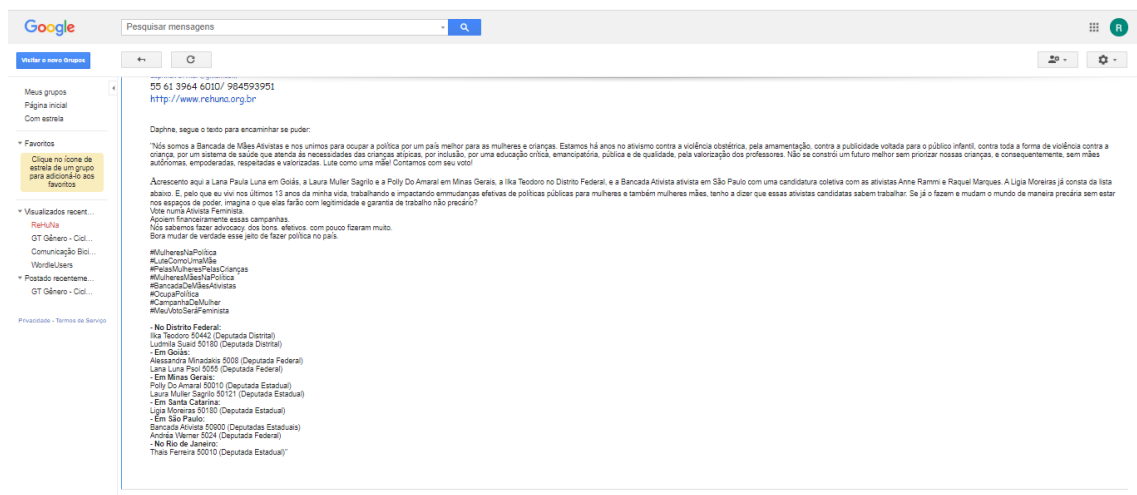 Google
Pesquisar mensagens
R
Visitar o novo Grupos
Meus grupos
Página inicial
Com estrela
Favoritos
Clique no ícone de
estrela de um grupo
para adicioná-lo aos
favoritos
Visualizados recent...
ReHuNa
GT Gênero - Cicl...
Comunicação Bici...
WordleUsers
Postado recenteme...
GT Gênero - Cicl...
Privacidade - Termos de Serviço
55 61 3964 6010/ 984593951
http://www.rehuna.org.br
Daphne, segue o texto para encaminhar se puder:
"Nós somos a Bancada de Mães Ativistas e nos unimos para ocupar a política por um país melhor para as mulheres e crianças. Estamos há anos no ativismo contra a violência obstétrica, pela amamentação, contra a publicidade voltada para o público infantil, contra toda a forma de violência contra a
criança, por um sistema de saúde que atenda às necessidades das crianças atípicas, por inclusão, por uma educação crítica, emancipatória, pública e de qualidade, pela valorização dos professores. Não se constrói um futuro melhor sem priorizar nossas crianças, e consequentemente, sem mães
autônomas, empoderadas, respeitadas e valorizadas. Lute como uma mãe! Contamos com seu voto!
Acrescento aqui a Lana Paula Luna em Goiás, a Laura Muller Sagrilo e a Polly Do Amaral em Minas Gerais, a Ilka Teodoro no Distrito Federal, e a Bancada Ativista ativista em São Paulo com uma candidatura coletiva com as ativistas Anne Rammi e Raquel Marques. A Ligia Moreiras já consta da lista
abaixo. E, pelo que eu vivi nos últimos 13 anos da minha vida, trabalhando e impactando emmudanças efetivas de políticas públicas para mulheres e também mulheres mães, tenho a dizer que essas ativistas candidatas sabem trabalhar. Se já o fazem e mudam o mundo de maneira precária sem estar
nos espaços de poder, imagina o que elas farão com legitimidade e garantia de trabalho não precário?
Vote numa Ativista Feminista.
Apoiem financeiramente essas campanhas.
Nós sabemos fazer advocacy, dos bons, efetivos, com pouco fizeram muito.
Bora mudar de verdade esse jeito de fazer política no país.
#MulheresNaPolítica
#LuteComoUmaMãe
#PelasMulheresPelasCrianças
#MulheresMãesNaPolítica
#BancadaDeMãesAtivistas
#OcupaPolítica
#CampanhaDeMulher
#MeuVotoSeráFeminista
- No Distrito Federal:
Ilka Teodoro 50442 (Deputada Distrital)
Ludmila Suaid 50180 (Deputada Distrital)
- Em Goiás:
Alessandra Minadakis 5008 (Deputada Federal)
Lana Luna Psol 5055 (Deputada Federal)
- Em Minas Gerais:
Polly Do Amaral 50010 (Deputada Estadual)
Laura Muller Sagrilo 50121 (Deputada Estadual)
- Em Santa Catarina:
Ligia Moreiras 50180 (Deputada Estadual)
- Em São Paulo:
Bancada Ativista 50900 (Deputadas Estaduais)
Andréa Werner 5024 (Deputada Federal)
- No Rio de Janeiro:
Thais Ferreira 50010 (Deputada Estadual)"